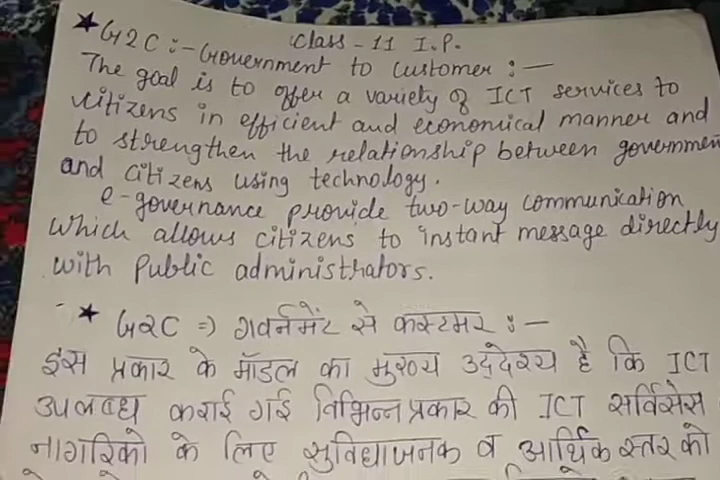 Class - 11 I.P.
★ G2C :- Government to Customer : —
The goal is to offer a variety of ICT services to
citizens in efficient and economical manner and
to strengthen the relationship between governmen
and citizens using technology.
e-governance provide two-way communication
which allows citizens to instant message directly
with Public administrators.
★ G2C => गवर्नमेंट से कस्टमर : —
इस प्रकार के मॉडल का मुख्य उद्देश्य है कि ICT
उपलब्ध कराई गई विभिन्न प्रकार की ICT सर्विसेस
नागरिको के लिए सुविधाजनक व आर्थिक स्तर को